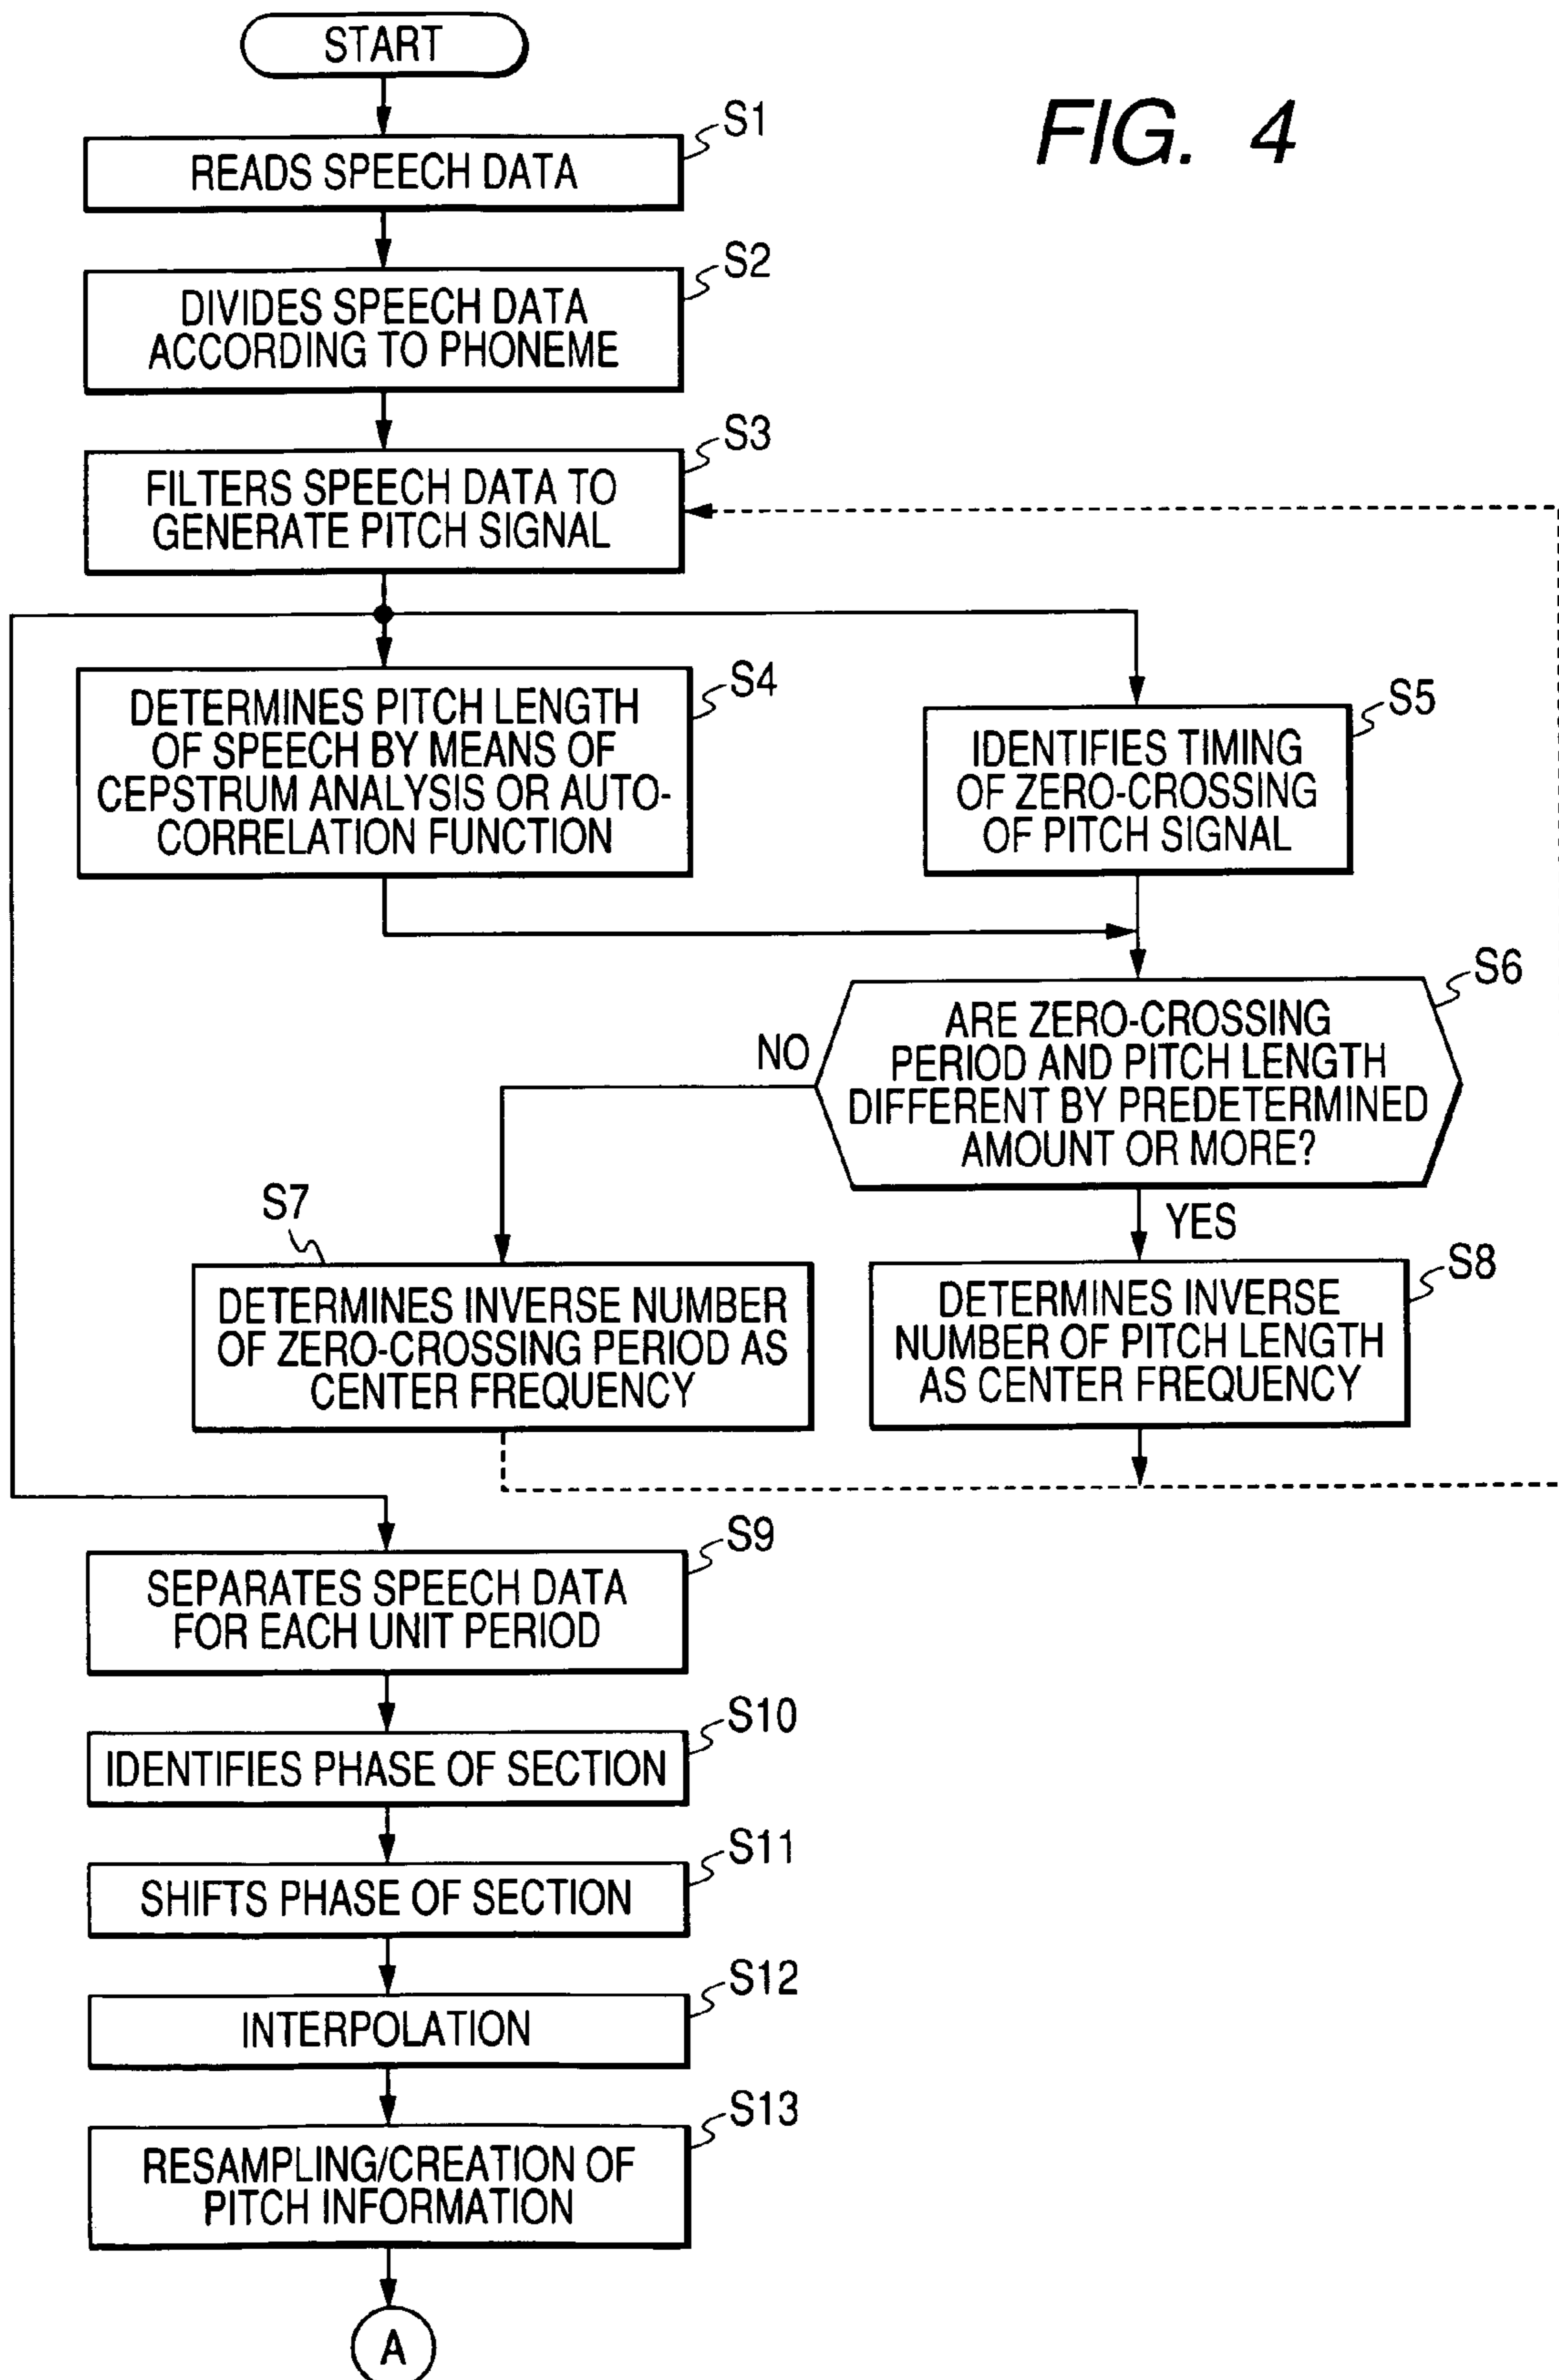 START
FIG. 4
S1
READS SPEECH DATA
S2
DIVIDES SPEECH DATA
ACCORDING TO PHONEME
S3
FILTERS SPEECH DATA TO
GENERATE PITCH SIGNAL
S4
DETERMINES PITCH LENGTH
OF SPEECH BY MEANS OF
CEPSTRUM ANALYSIS OR AUTO-
CORRELATION FUNCTION
S5
IDENTIFIES TIMING
OF ZERO-CROSSING
OF PITCH SIGNAL
S6
ARE ZERO-CROSSING
PERIOD AND PITCH LENGTH
DIFFERENT BY PREDETERMINED
AMOUNT OR MORE?
NO
YES
S7
DETERMINES INVERSE NUMBER
OF ZERO-CROSSING PERIOD AS
CENTER FREQUENCY
S8
DETERMINES INVERSE
NUMBER OF PITCH LENGTH
AS CENTER FREQUENCY
S9
SEPARATES SPEECH DATA
FOR EACH UNIT PERIOD
S10
IDENTIFIES PHASE OF SECTION
S11
SHIFTS PHASE OF SECTION
S12
INTERPOLATION
S13
RESAMPLING/CREATION OF
PITCH INFORMATION
A